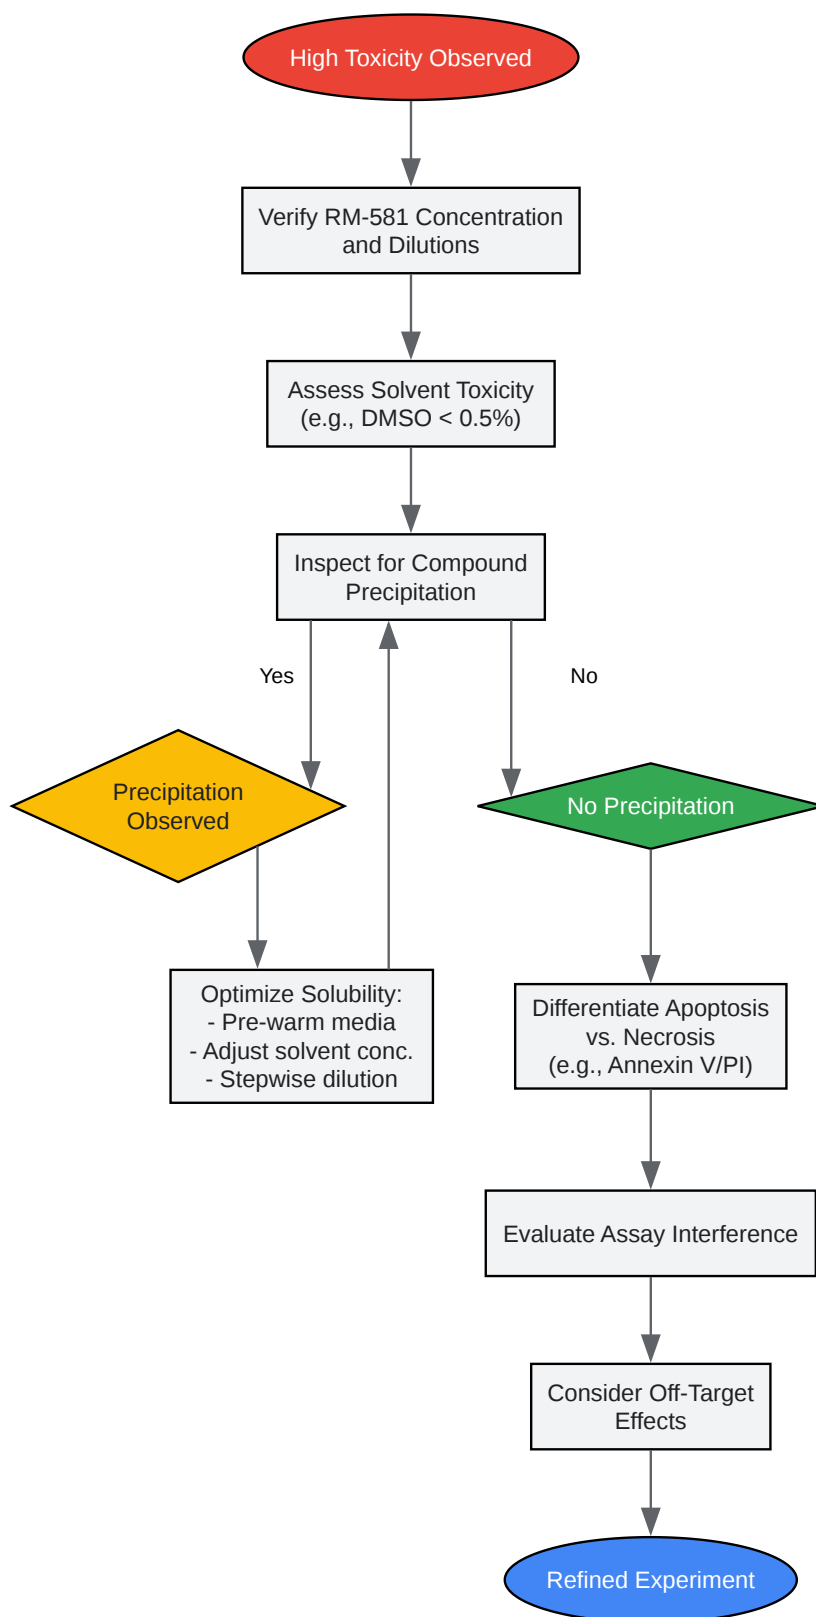 High Toxicity Observed
Verify RM-581 Concentration
and Dilutions
Assess Solvent Toxicity
(e.g., DMSO < 0.5%)
Inspect for Compound
Precipitation
Yes
No
Precipitation
Observed
No Precipitation
Optimize Solubility:
- Pre-warm media
- Adjust solvent conc.
- Stepwise dilution
Differentiate Apoptosis
vs. Necrosis
(e.g., Annexin V/PI)
Evaluate Assay Interference
Consider Off-Target
Effects
Refined Experiment